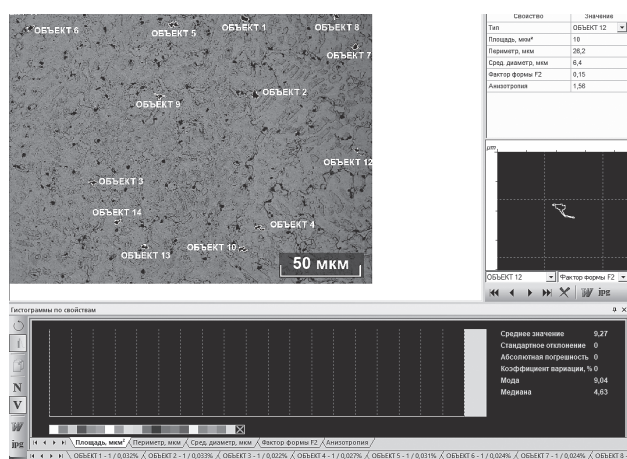 ОБЪЕКТ 6
ОБЪЕКТ 5
ОБЪЕКТ 1
ОБЪЕКТ 8
ОБЪЕКТ 7
ОБЪЕКТ 2
ОБЪЕКТ 9
ОБЪЕКТ 12
ОБЪЕКТ 3
ОБЪЕКТ 14
ОБЪЕКТ 4
ОБЪЕКТ 13
ОБЪЕКТ 10
50 мкм
Свойство Значение
Тип ОБЪЕКТ 12
Площадь, мкм² 10
Периметр, мкм 26,2
Сред. диаметр, мкм 6,4
Фактор формы F2 0,15
Анизотропия 1,56
μm
ОБЪЕКТ 12 Фактор формы F2
W jpg
Гистограммы по свойствам
N
V
W
jpg
Среднее значение 9,27
Стандартное отклонение 0
Абсолютная погрешность 0
Коэффициент вариации, % 0
Мода 9,04
Медиана 4,63
Площадь, мкм² Периметр, мкм Сред. диаметр, мкм Фактор формы F2 Анизотропия
ОБЪЕКТ 1 - 1 / 0,032% ОБЪЕКТ 2 - 1 / 0,033% ОБЪЕКТ 3 - 1 / 0,022% ОБЪЕКТ 4 - 1 / 0,027% ОБЪЕКТ 5 - 1 / 0,031% ОБЪЕКТ 6 - 1 / 0,024% ОБЪЕКТ 7 - 1 / 0,024% ОБЪЕКТ 8 -